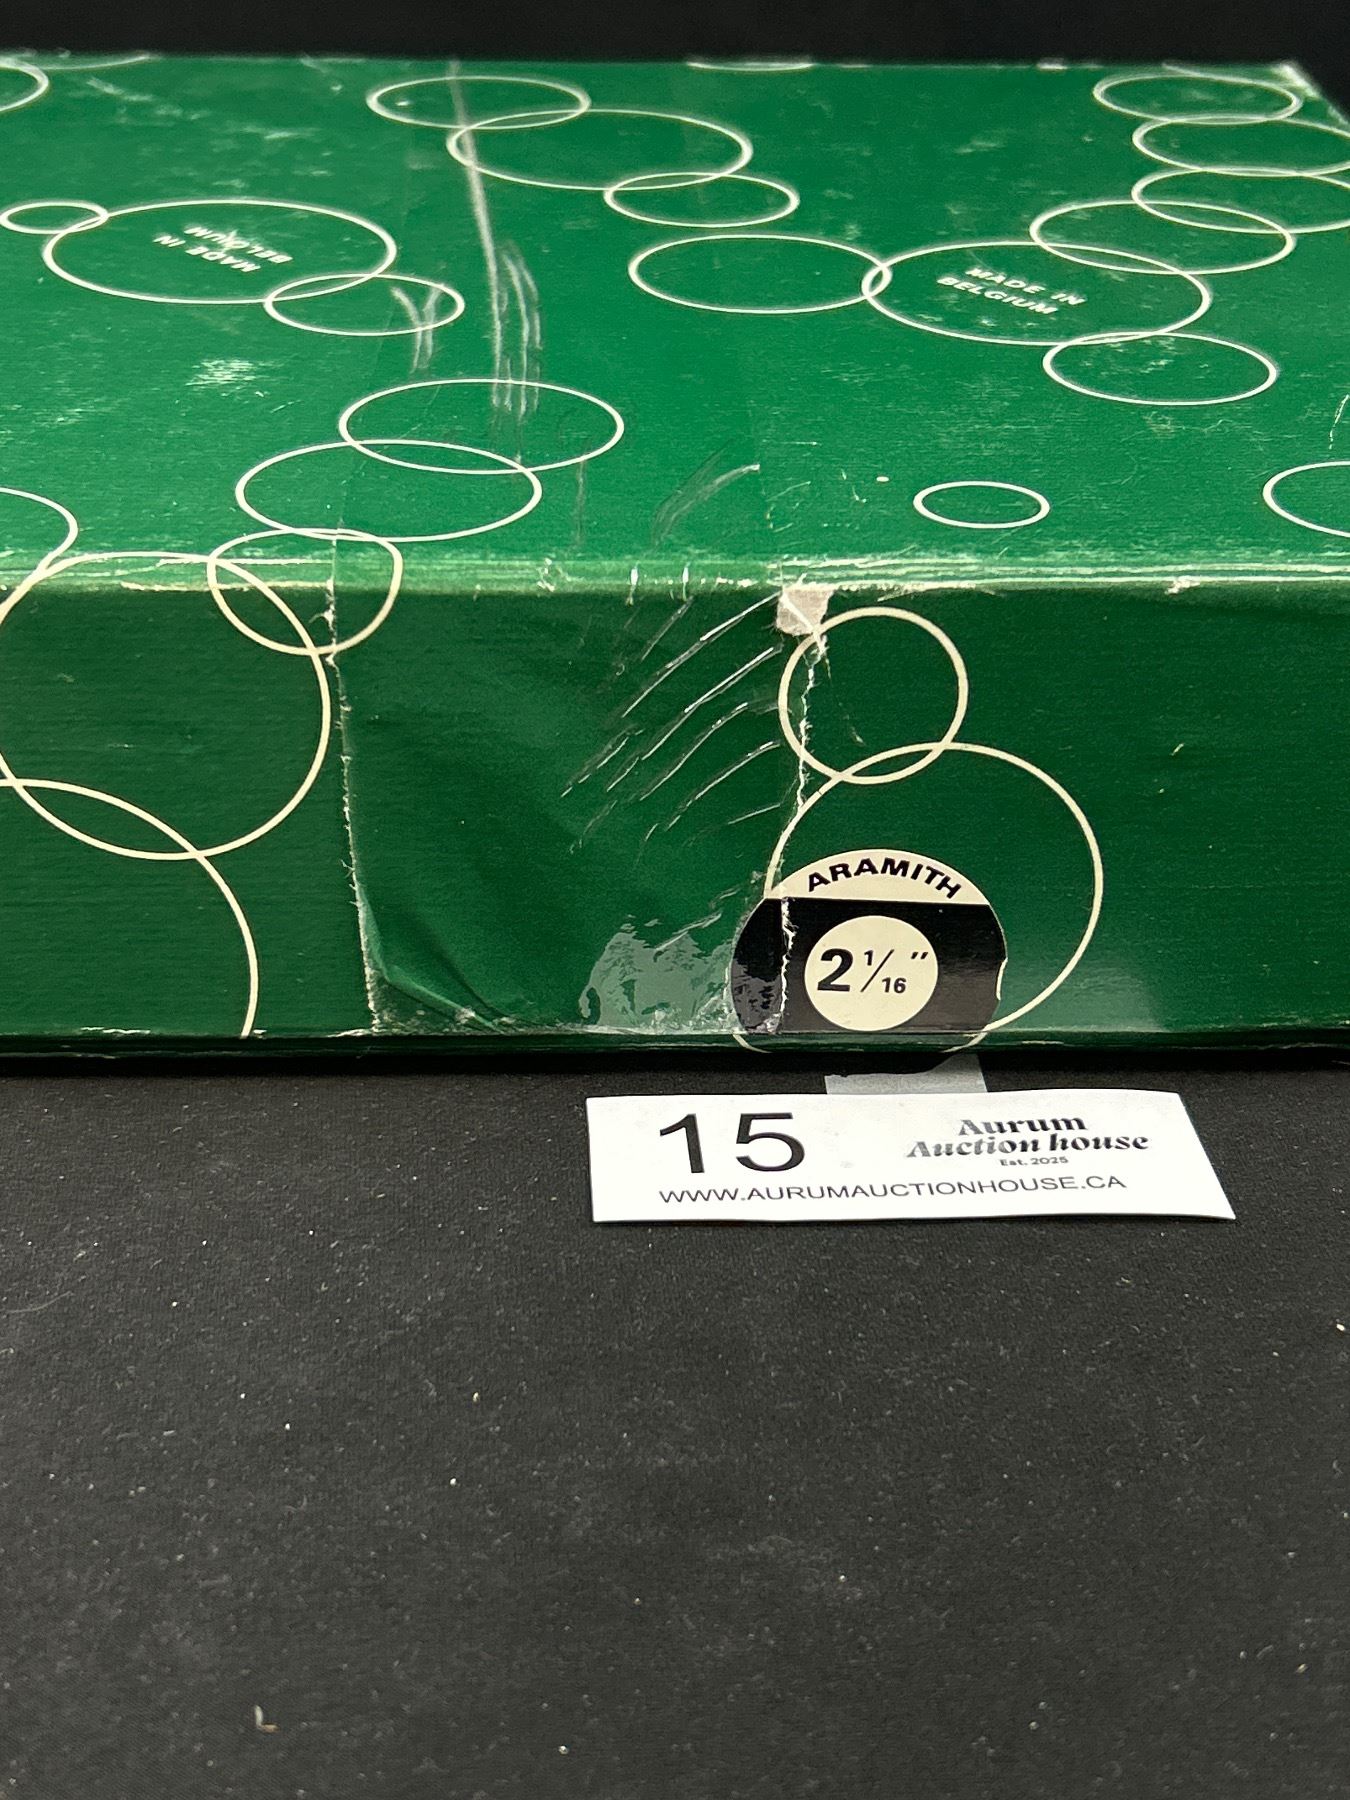 MADE IN
BELGIUM
MADE IN
BELGIUM
ARAMITH
2 1/16"
15
Aurum
Auction house
Est. 2025
WWW.AURUMAUCTIONHOUSE.CA